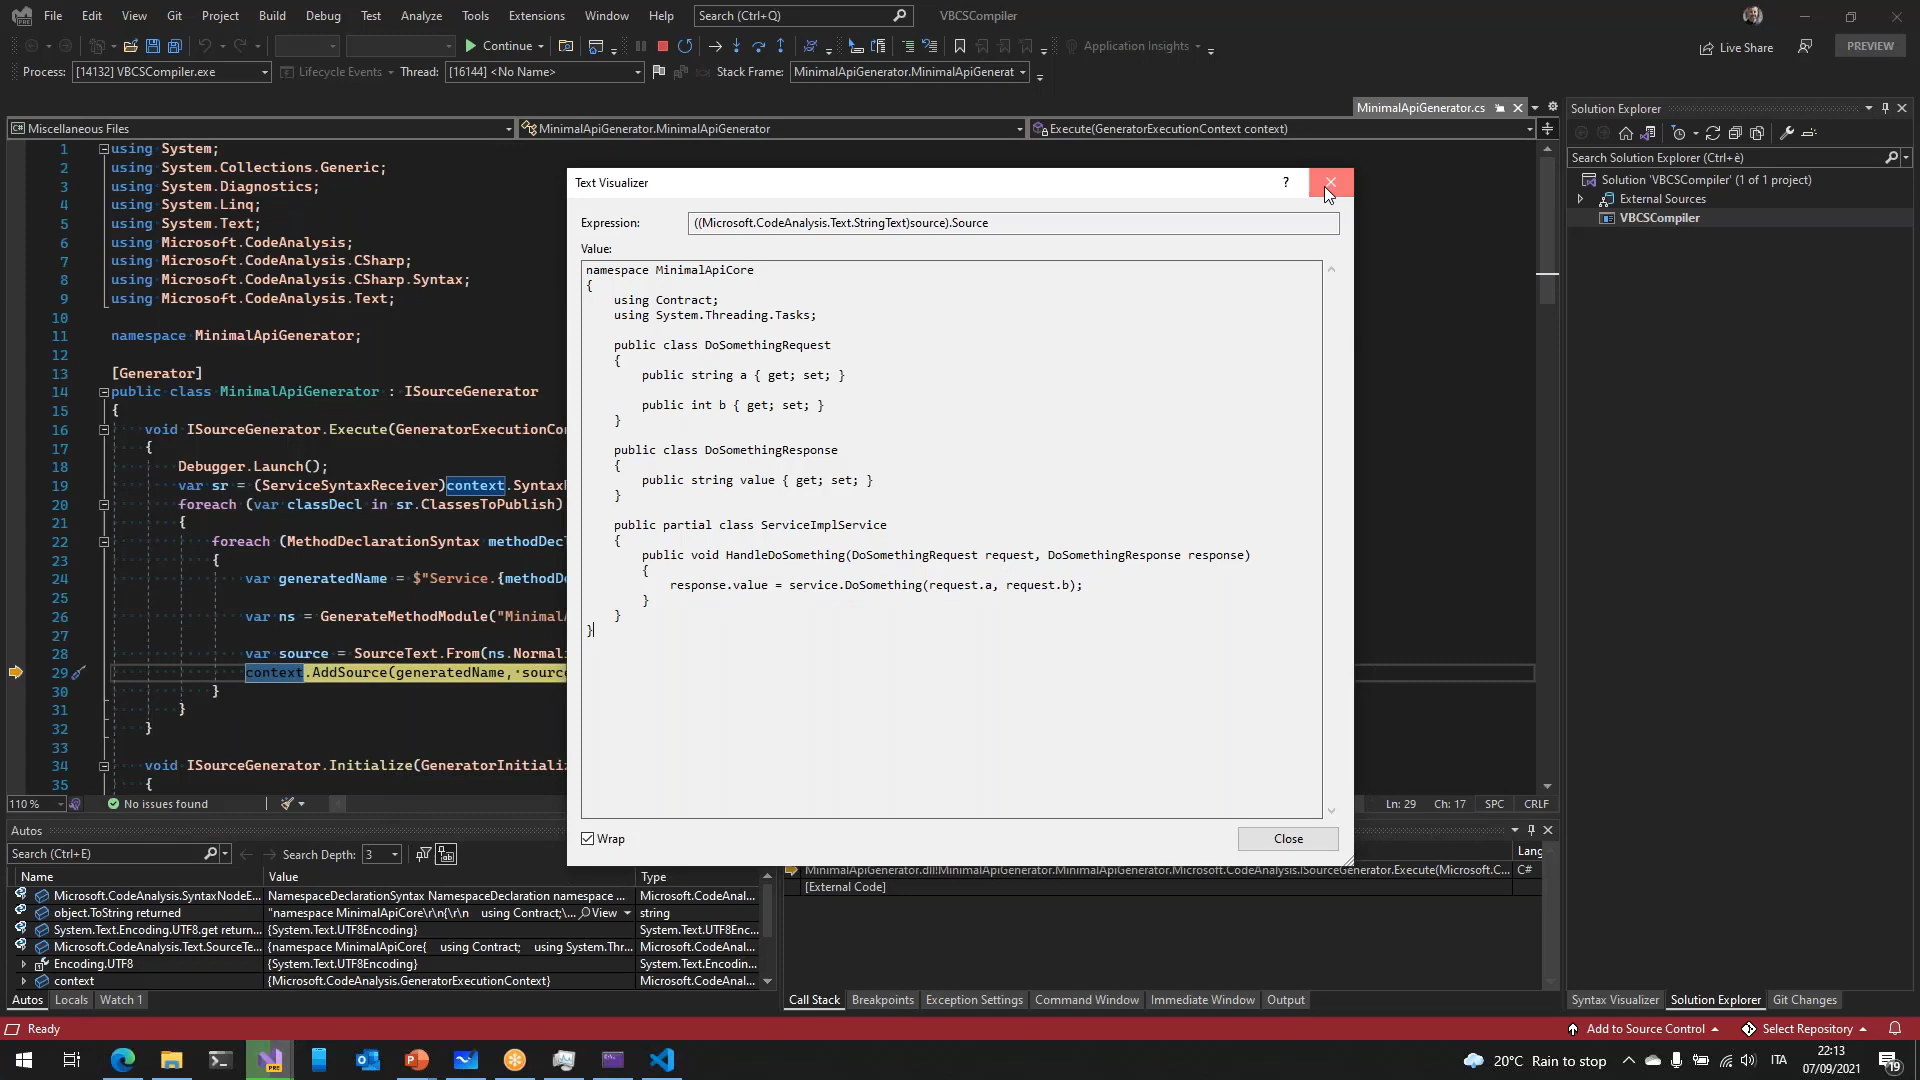 File Edit View Git Project Build Debug Test Analyze Tools Extensions Window Help Search (Ctrl+Q) VBCSCompiler
Continue Application Insights Live Share PREVIEW
Process: [14132] VBCSCompiler.exe Lifecycle Events Thread: [16144] <No Name> Stack Frame: MinimalApiGenerator.MinimalApiGenerat
MinimalApiGenerator.cs
Miscellaneous Files MinimalApiGenerator.MinimalApiGenerator Execute(GeneratorExecutionContext context)
1 using System;
2 using System.Collections.Generic;
3 using System.Diagnostics;
4 using System.Linq;
5 using System.Text;
6 using Microsoft.CodeAnalysis;
7 using Microsoft.CodeAnalysis.CSharp;
8 using Microsoft.CodeAnalysis.CSharp.Syntax;
9 using Microsoft.CodeAnalysis.Text;
10
11 namespace MinimalApiGenerator;
12
13 [Generator]
14 public class MinimalApiGenerator : ISourceGenerator
15 {
16 void ISourceGenerator.Execute(GeneratorExecutionCo
17 {
18 Debugger.Launch();
19 var sr = (ServiceSyntaxReceiver)context.Syntax
20 foreach (var classDecl in sr.ClassesToPublish)
21 {
22 foreach (MethodDeclarationSyntax methodDecl
23 {
24 var generatedName = $"Service.{methodDe
25
26 var ns = GenerateMethodModule("MinimalA
27
28 var source = SourceText.From(ns.Normali
29 context.AddSource(generatedName, source
30 }
31 }
32 }
33
34 void ISourceGenerator.Initialize(GeneratorInitializ
35 {
110 % No issues found Ln: 29 Ch: 17 SPC CRLF
Text Visualizer ?
Expression: ((Microsoft.CodeAnalysis.Text.StringText)source).Source
Value:
namespace MinimalApiCore
{
using Contract;
using System.Threading.Tasks;
public class DoSomethingRequest
{
public string a { get; set; }
public int b { get; set; }
}
public class DoSomethingResponse
{
public string value { get; set; }
}
public partial class ServiceImplService
{
public void HandleDoSomething(DoSomethingRequest request, DoSomethingResponse response)
{
response.value = service.DoSomething(request.a, request.b);
}
}
}
Wrap Close
Solution Explorer
Search Solution Explorer (Ctrl+è)
Solution 'VBCSCompiler' (1 of 1 project)
External Sources
VBCSCompiler
Autos
Search (Ctrl+E) Search Depth: 3
Name Value Type
Microsoft.CodeAnalysis.SyntaxNodeE... NamespaceDeclarationSyntax NamespaceDeclaration namespace ... Microsoft.CodeAnal...
object.ToString returned "namespace MinimalApiCore\r\n{\r\n using Contract;\... View string
System.Text.Encoding.UTF8.get return... {System.Text.UTF8Encoding} System.Text.UTF8Enc...
Microsoft.CodeAnalysis.Text.SourceTe... {namespace MinimalApiCore{ using Contract; using System.Thr... Microsoft.CodeAnal...
Encoding.UTF8 {System.Text.UTF8Encoding} System.Text.Encodin...
context {Microsoft.CodeAnalysis.GeneratorExecutionContext} Microsoft.CodeAnal...
Autos Locals Watch 1
Lang
MinimalApiGenerator.dll!MinimalApiGenerator.MinimalApiGenerator.Microsoft.CodeAnalysis.ISourceGenerator.Execute(Microsoft.C... C#
[External Code]
Call Stack Breakpoints Exception Settings Command Window Immediate Window Output
Syntax Visualizer Solution Explorer Git Changes
Ready Add to Source Control Select Repository
20°C Rain to stop ITA 22:13
07/09/2021
19